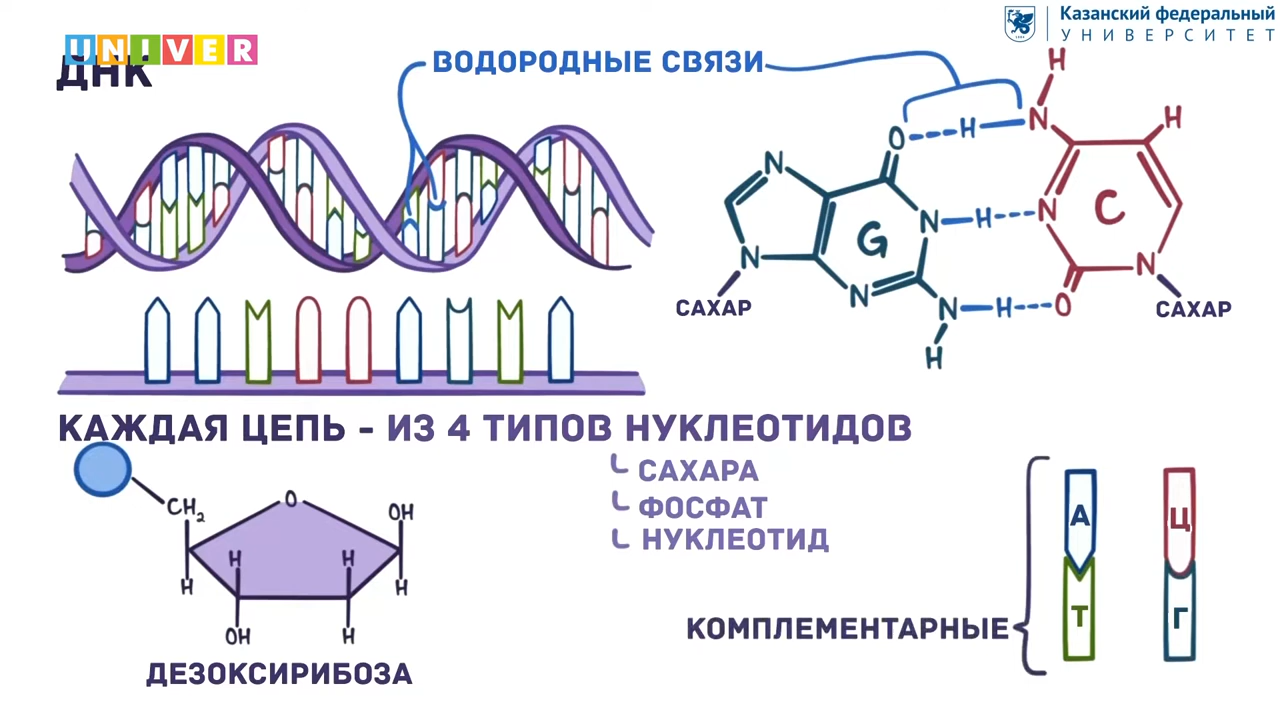 UNIVER
Казанский федеральный
УНИВЕРСИТЕТ
ДНК
ВОДОРОДНЫЕ СВЯЗИ
H
O
H
N
H
N
N
H
N
G
C
N
N
N
N
H
O
H
САХАР
САХАР
КАЖДАЯ ЦЕПЬ - ИЗ 4 ТИПОВ НУКЛЕОТИДОВ
САХАРА
ФОСФАТ
НУКЛЕОТИД
CH2
O
OH
H
H
H
H
OH
H
ДЕЗОКСИРИБОЗА
КОМПЛЕМЕНТАРНЫЕ
А
Ц
Т
Г